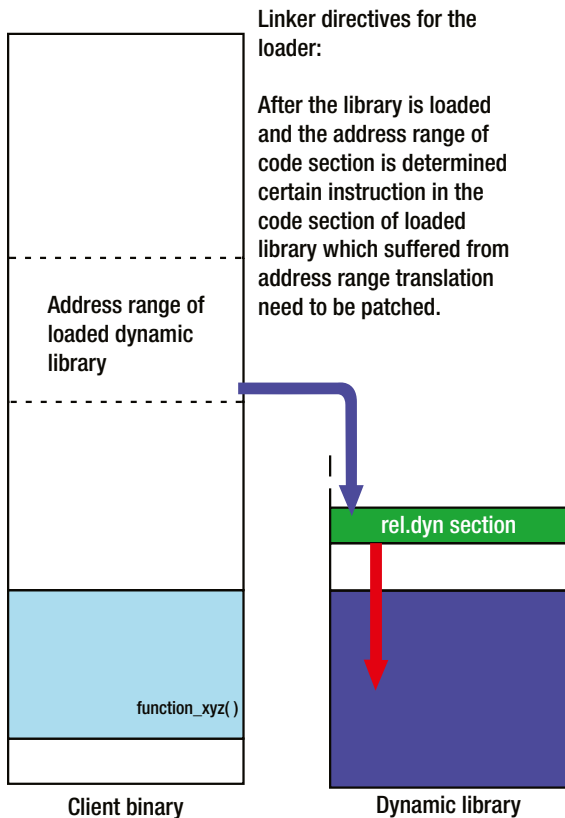 Linker directives for the
loader:
After the library is loaded
and the address range of
code section is determined
certain instruction in the
code section of loaded
library which suffered from
address range translation
need to be patched.
Address range of
loaded dynamic
library
rel.dyn section
function_xyz( )
Client binary
Dynamic library